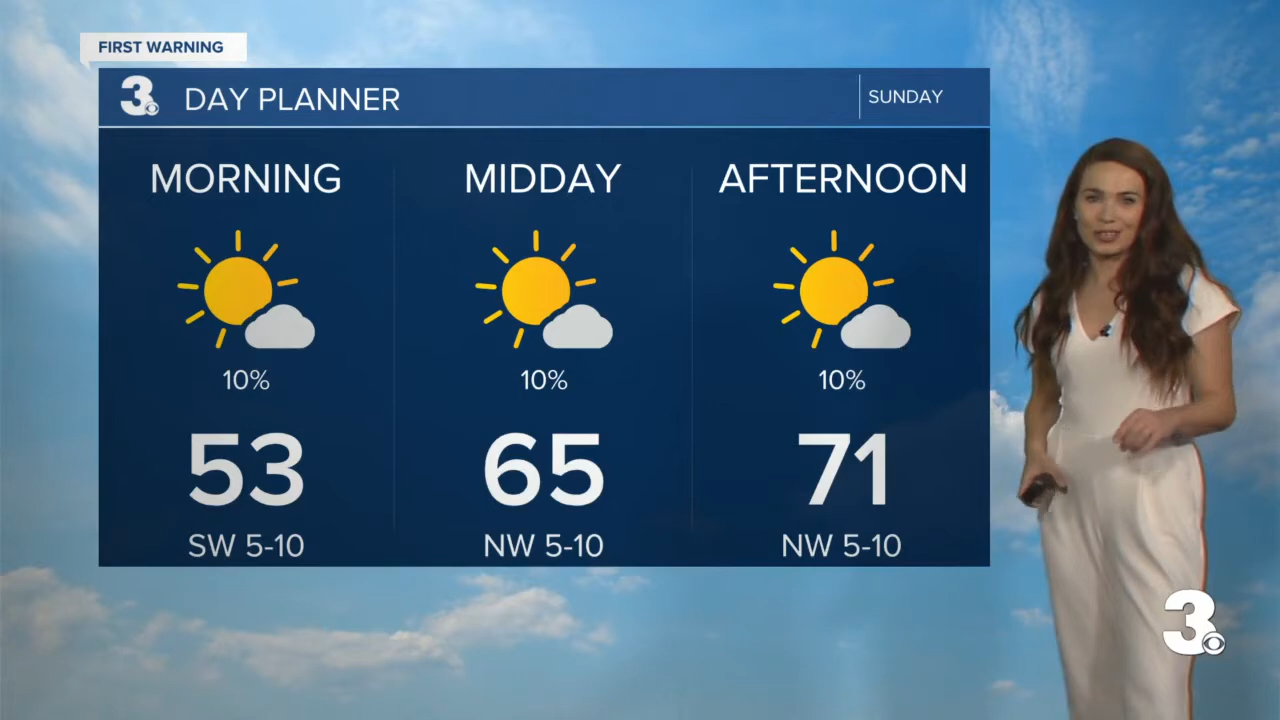 FIRST WARNING
3 DAY PLANNER
SUNDAY
MORNING
MIDDAY
AFTERNOON
10%
10%
10%
53
65
71
SW 5-10
NW 5-10
NW 5-10
3